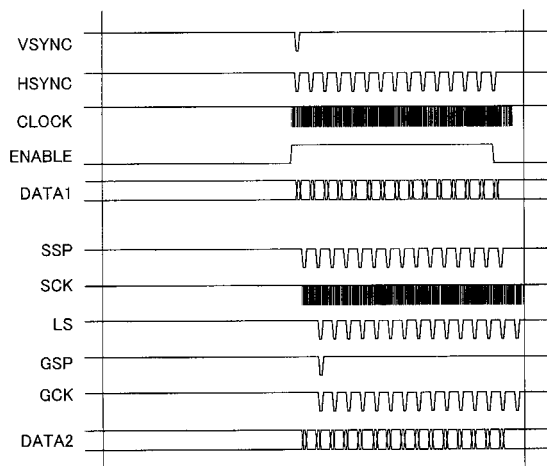 VSYNC
HSYNC
CLOCK
ENABLE
DATA1
SSP
SCK
LS
GSP
GCK
DATA2